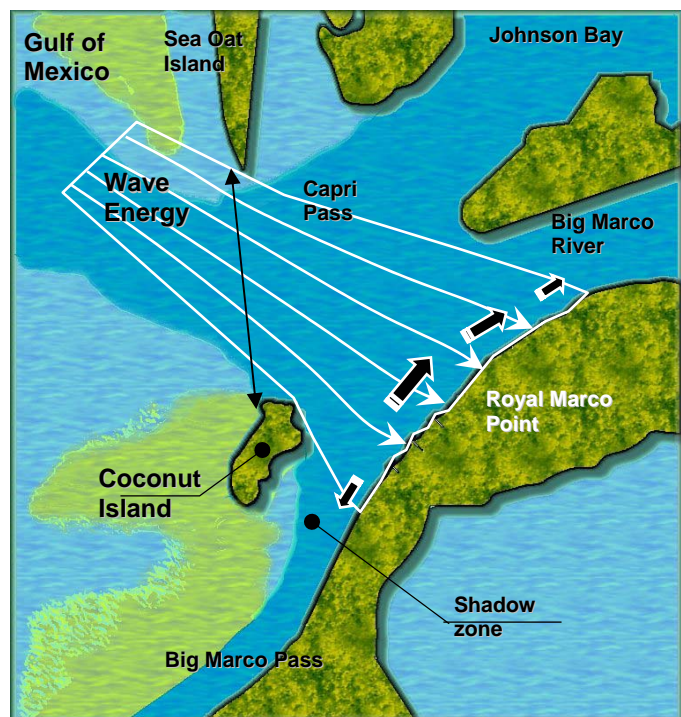 Gulf of
Mexico
Sea Oat
Island
Johnson Bay
Wave
Energy
Capri
Pass
Big Marco
River
Royal Marco
Point
Coconut
Island
Shadow
zone
Big Marco Pass